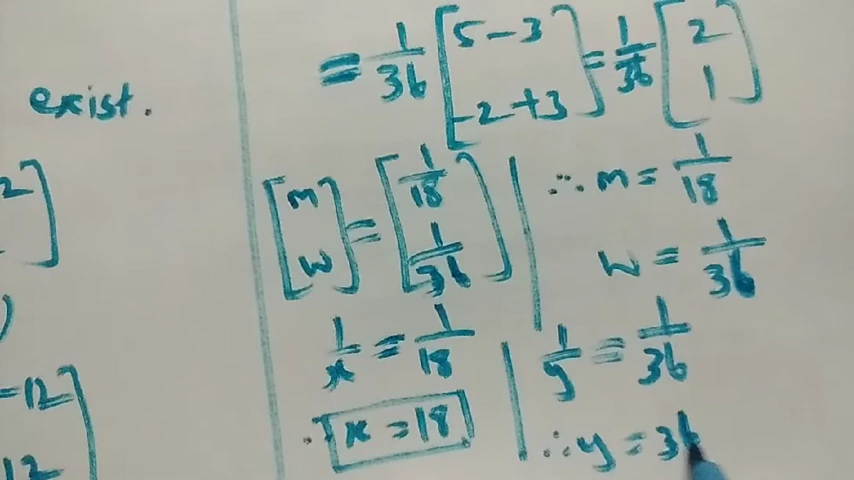 exist.
2
)
=12
12
= 1/36 [5-3 -2+3] = 1/36 [2 1]
[m w] = [1/18 1/36]
1/x = 1/18
∴ x = 18
∴ m = 1/18
w = 1/36
1/y = 1/36
∴ y = 36